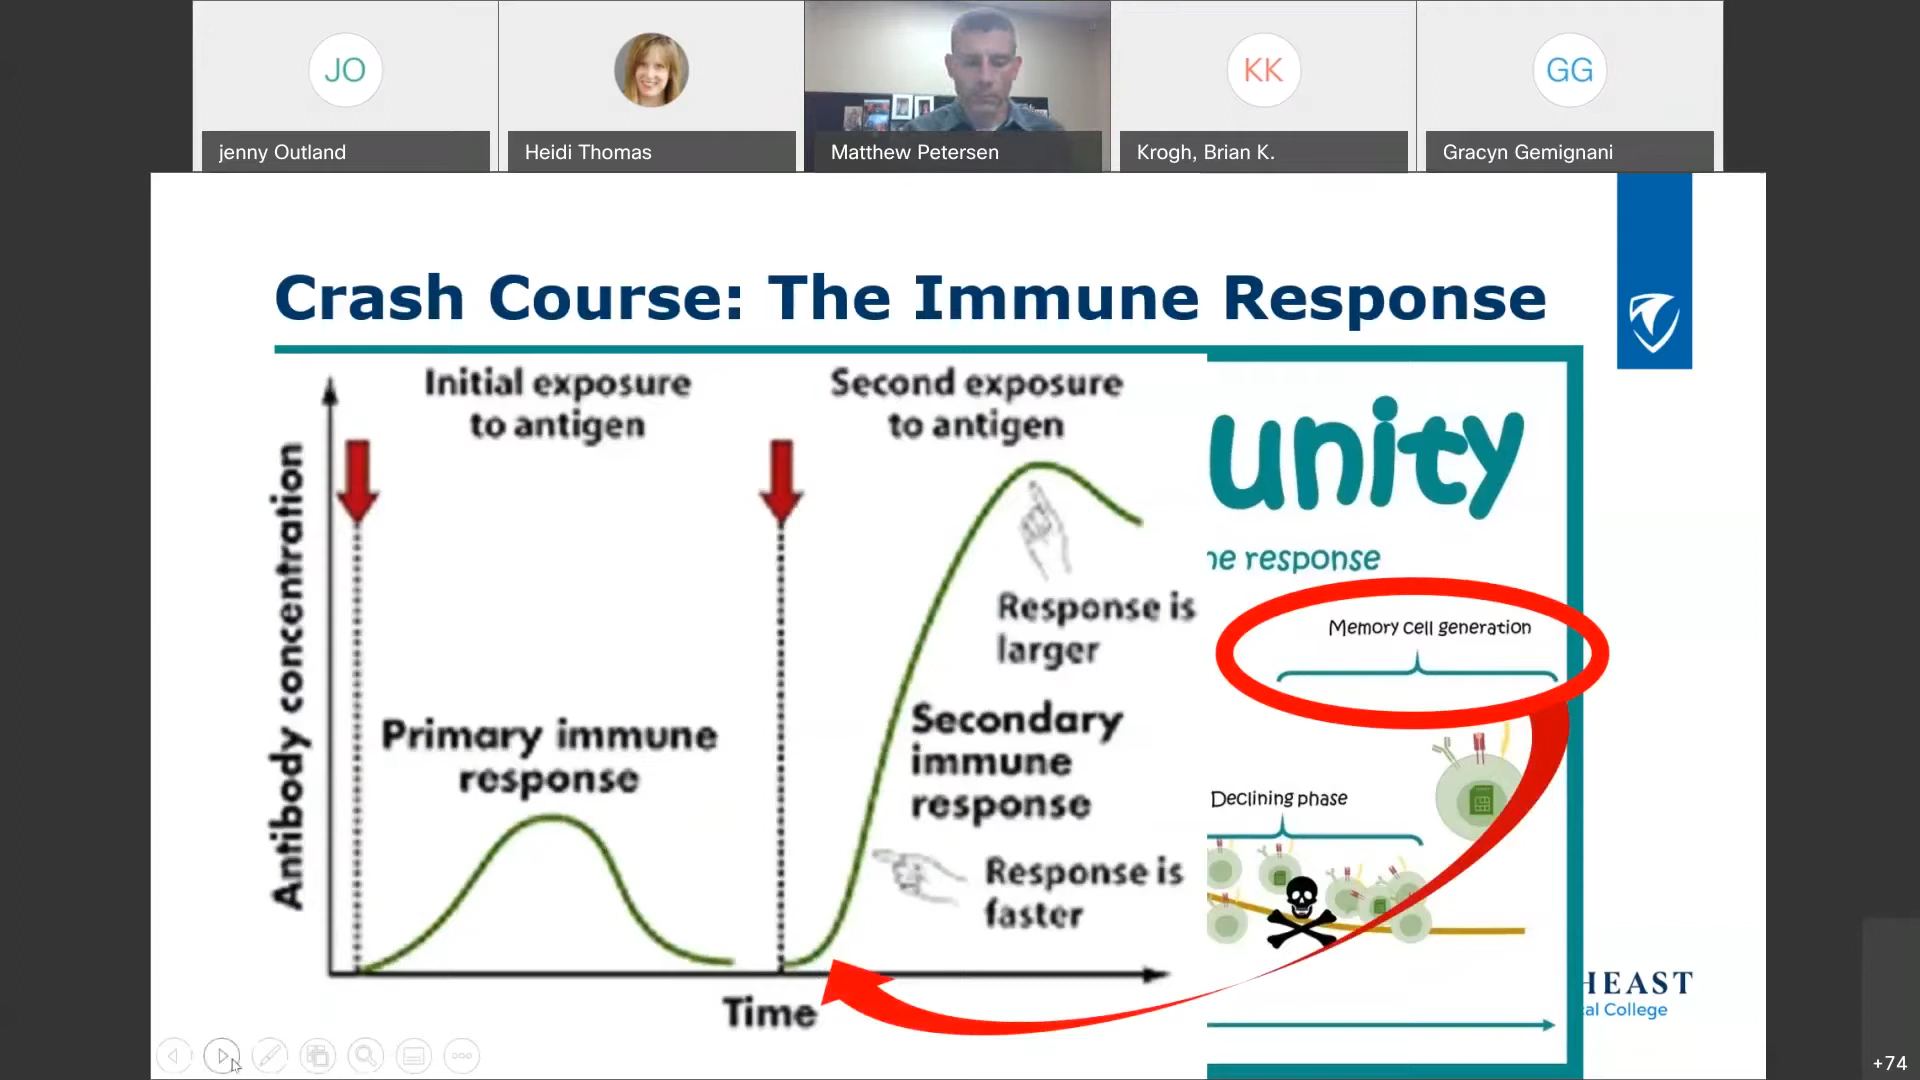 JO
KK
GG
jenny Outland
Heidi Thomas
Matthew Petersen
Krogh, Brian K.
Gracyn Gemignani
Crash Course: The Immune Response
Initial exposure
to antigen
Second exposure
to antigen
Antibody concentration
Primary immune
response
Response is
larger
Secondary
immune
response
Response is
faster
Time
unity
ne response
Memory cell generation
Declining phase
HEAST
cal College
+74